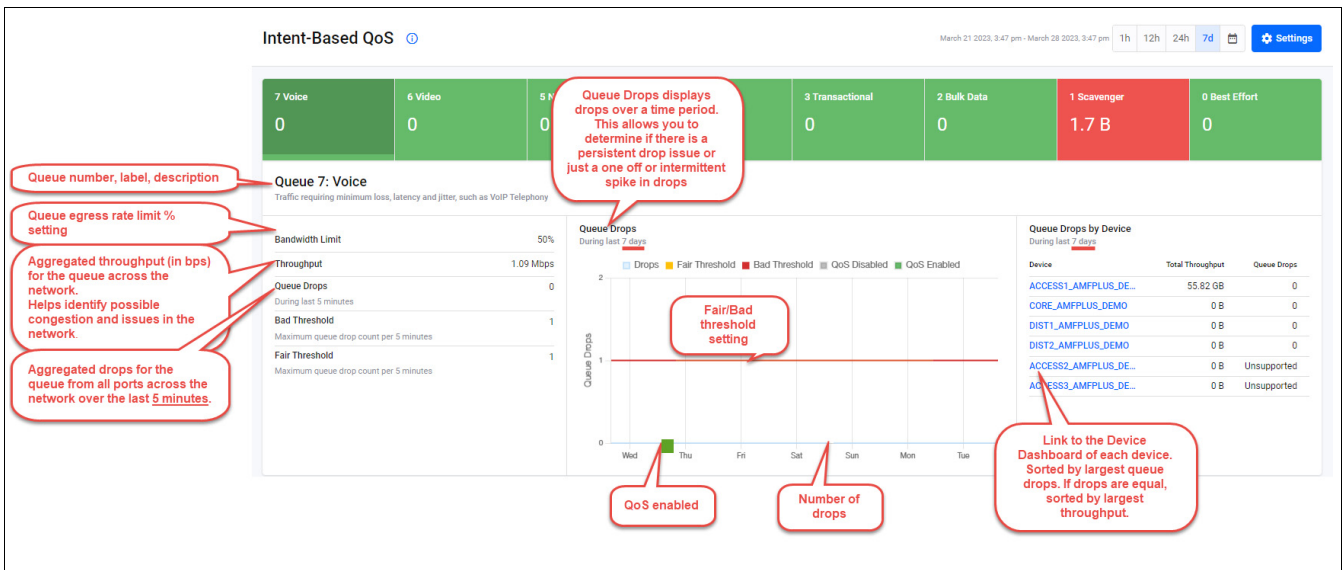 Intent-Based QoS
March 21 2023, 3:47 pm - March 28 2023, 3:47 pm
1h 12h 24h 7d
Settings
7 Voice
0
6 Video
0
5 N
0
3 Transactional
0
2 Bulk Data
0
1 Scavenger
1.7 B
0 Best Effort
0
Queue Drops displays
drops over a time period.
This allows you to
determine if there is a
persistent drop issue or
just a one off or intermittent
spike in drops
Queue number, label, description
Queue egress rate limit %
setting
Aggregated throughput (in bps)
for the queue across the
network.
Helps identify possible
congestion and issues in the
network.
Aggregated drops for the
queue from all ports across the
network over the last 5 minutes.
Queue 7: Voice
Traffic requiring minimum loss, latency and jitter, such as VoIP Telephony
Bandwidth Limit 50%
Throughput 1.09 Mbps
Queue Drops 0
During last 5 minutes
Bad Threshold 1
Maximum queue drop count per 5 minutes
Fair Threshold 1
Maximum queue drop count per 5 minutes
Queue Drops
During last 7 days
Drops Fair Threshold Bad Threshold QoS Disabled QoS Enabled
Queue Drops
2
1
0
Wed Thu Fri Sat Sun Mon Tue
Fair/Bad
threshold
setting
QoS enabled
Number of
drops
Queue Drops by Device
During last 7 days
Device Total Throughput Queue Drops
ACCESS1_AMFPLUS_DE... 55.82 GB 0
CORE_AMFPLUS_DEMO 0 B 0
DIST1_AMFPLUS_DEMO 0 B 0
DIST2_AMFPLUS_DEMO 0 B 0
ACCESS2_AMFPLUS_DE... 0 B Unsupported
ACCESS3_AMFPLUS_DE... 0 B Unsupported
Link to the Device
Dashboard of each device.
Sorted by largest queue
drops. If drops are equal,
sorted by largest
throughput.